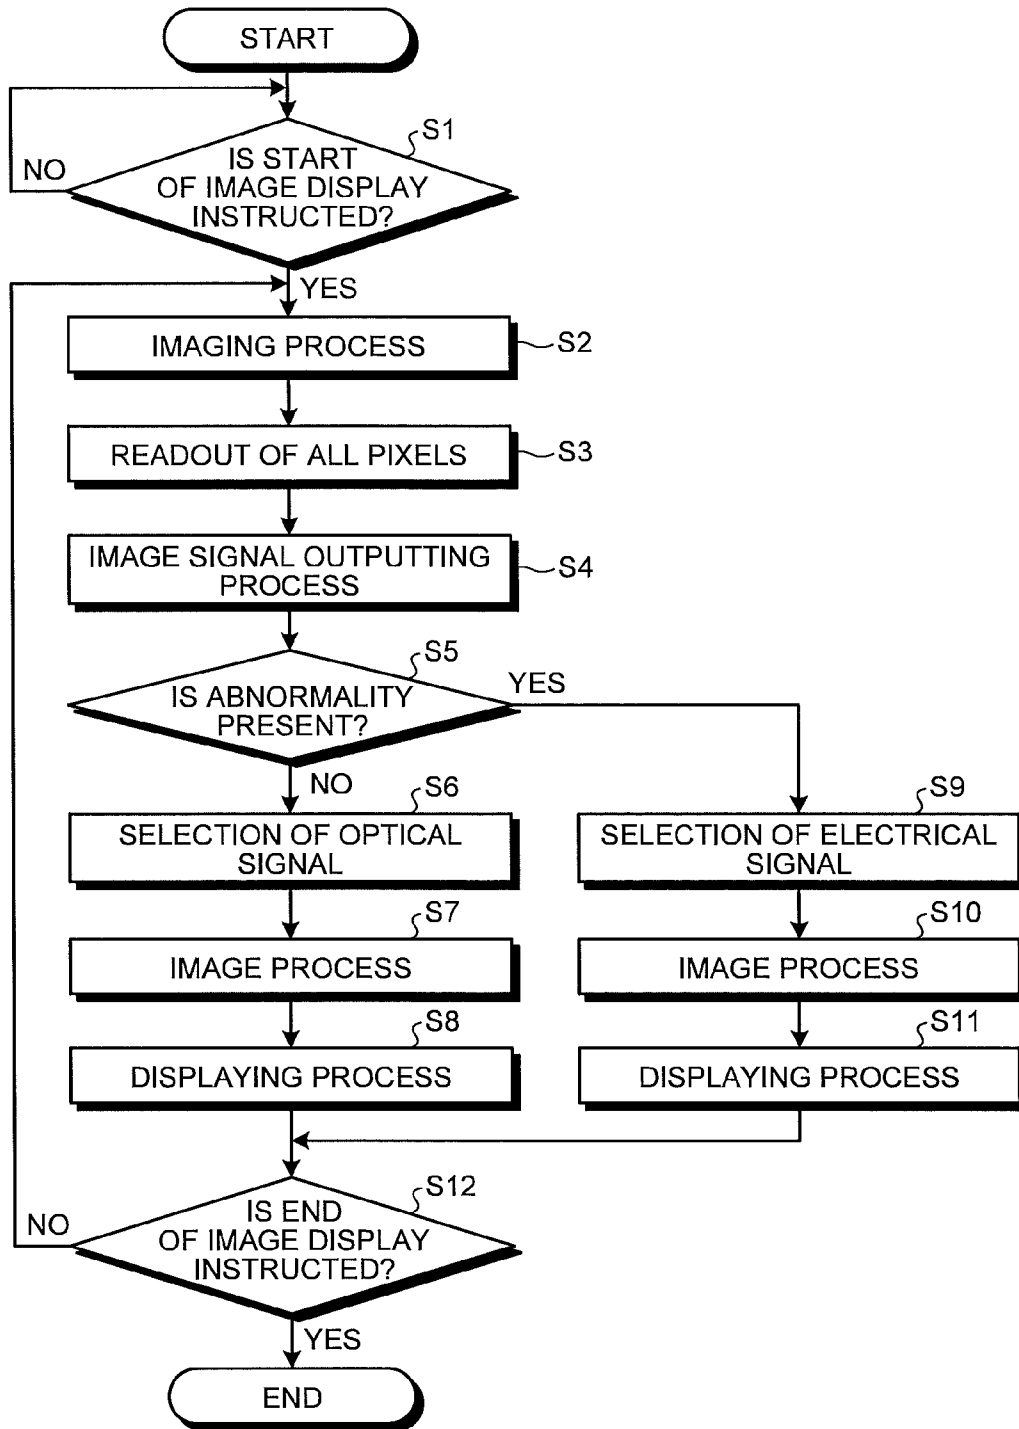 START
S1
NO
IS START
OF IMAGE DISPLAY
INSTRUCTED?
YES
IMAGING PROCESS
S2
READOUT OF ALL PIXELS
S3
IMAGE SIGNAL OUTPUTTING
PROCESS
S4
S5
YES
IS ABNORMALITY
PRESENT?
NO
S6
SELECTION OF OPTICAL
SIGNAL
S9
SELECTION OF ELECTRICAL
SIGNAL
S7
IMAGE PROCESS
S10
IMAGE PROCESS
S8
DISPLAYING PROCESS
S11
DISPLAYING PROCESS
S12
NO
IS END
OF IMAGE DISPLAY
INSTRUCTED?
YES
END